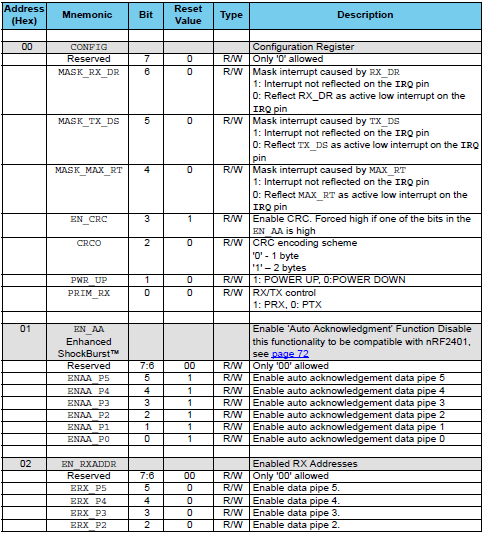 Address (Hex) Mnemonic Bit Reset Value Type Description
00 CONFIG Configuration Register
Reserved 7 0 R/W Only '0' allowed
MASK_RX_DR 6 0 R/W Mask interrupt caused by RX_DR
1: Interrupt not reflected on the IRQ pin
0: Reflect RX_DR as active low interrupt on the
IRQ pin
MASK_TX_DS 5 0 R/W Mask interrupt caused by TX_DS
1: Interrupt not reflected on the IRQ pin
0: Reflect TX_DS as active low interrupt on the IRQ
pin
MASK_MAX_RT 4 0 R/W Mask interrupt caused by MAX_RT
1: Interrupt not reflected on the IRQ pin
0: Reflect MAX_RT as active low interrupt on the
IRQ pin
EN_CRC 3 1 R/W Enable CRC. Forced high if one of the bits in the
EN_AA is high
CRCO 2 0 R/W CRC encoding scheme
'0' - 1 byte
'1' – 2 bytes
PWR_UP 1 0 R/W 1: POWER UP, 0:POWER DOWN
PRIM_RX 0 0 R/W RX/TX control
1: PRX, 0: PTX
01 EN_AA Enable 'Auto Acknowledgment' Function Disable
Enhanced this functionality to be compatible with nRF2401,
ShockBurst™ see page 72
Reserved 7:6 00 R/W Only '00' allowed
ENAA_P5 5 1 R/W Enable auto acknowledgement data pipe 5
ENAA_P4 4 1 R/W Enable auto acknowledgement data pipe 4
ENAA_P3 3 1 R/W Enable auto acknowledgement data pipe 3
ENAA_P2 2 1 R/W Enable auto acknowledgement data pipe 2
ENAA_P1 1 1 R/W Enable auto acknowledgement data pipe 1
ENAA_P0 0 1 R/W Enable auto acknowledgement data pipe 0
02 EN_RXADDR Enabled RX Addresses
Reserved 7:6 00 R/W Only '00' allowed
ERX_P5 5 0 R/W Enable data pipe 5.
ERX_P4 4 0 R/W Enable data pipe 4.
ERX_P3 3 0 R/W Enable data pipe 3.
ERX_P2 2 0 R/W Enable data pipe 2.